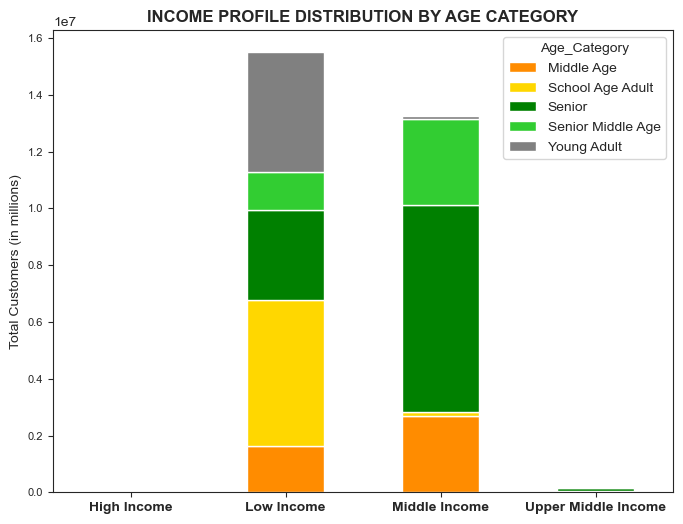 INCOME PROFILE DISTRIBUTION BY AGE CATEGORY
1e7
1.6
1.4
1.2
1.0
0.8
0.6
0.4
0.2
0.0
Total Customers (in millions)
Age_Category
Middle Age
School Age Adult
Senior
Senior Middle Age
Young Adult
High Income
Low Income
Middle Income
Upper Middle Income